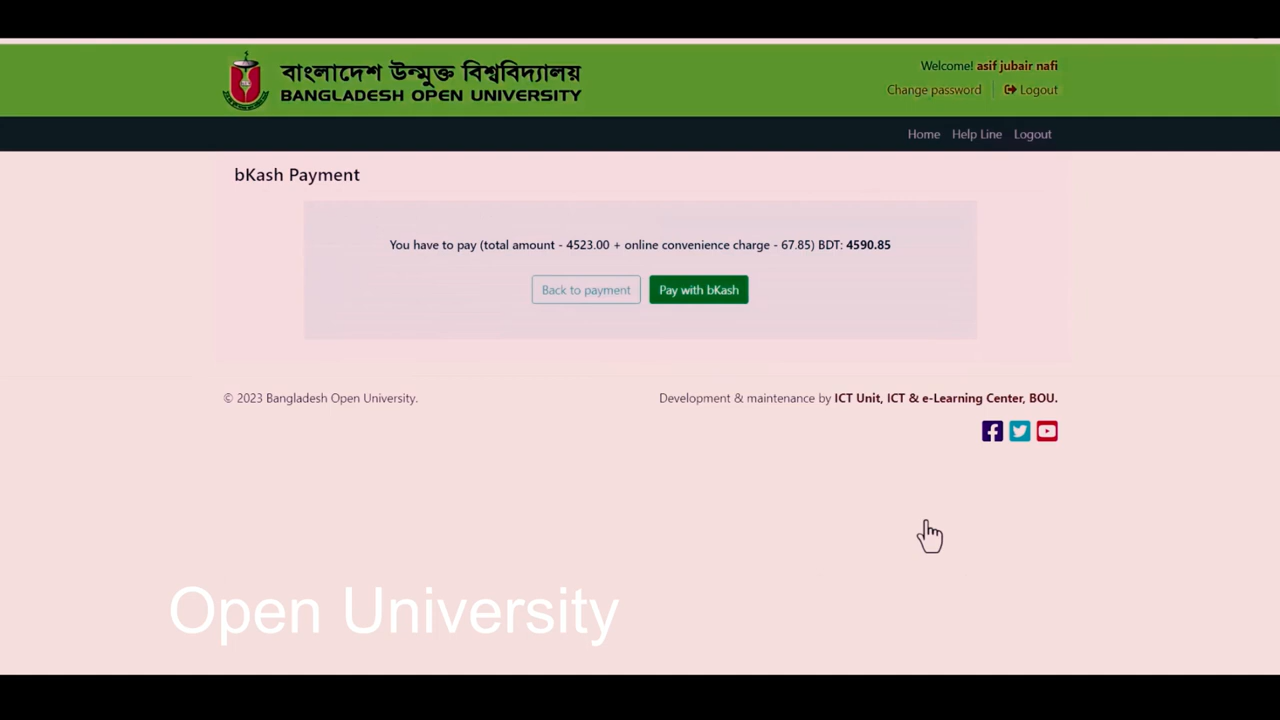 বাংলাদেশ উন্মুক্ত বিশ্ববিদ্যালয়
BANGLADESH OPEN UNIVERSITY
Welcome! asif jubair nafi
Change password
Logout
Home Help Line Logout
bKash Payment
You have to pay (total amount - 4523.00 + online convenience charge - 67.85) BDT: 4590.85
Back to payment
Pay with bKash
© 2023 Bangladesh Open University.
Development & maintenance by ICT Unit, ICT & e-Learning Center, BOU.
Open University